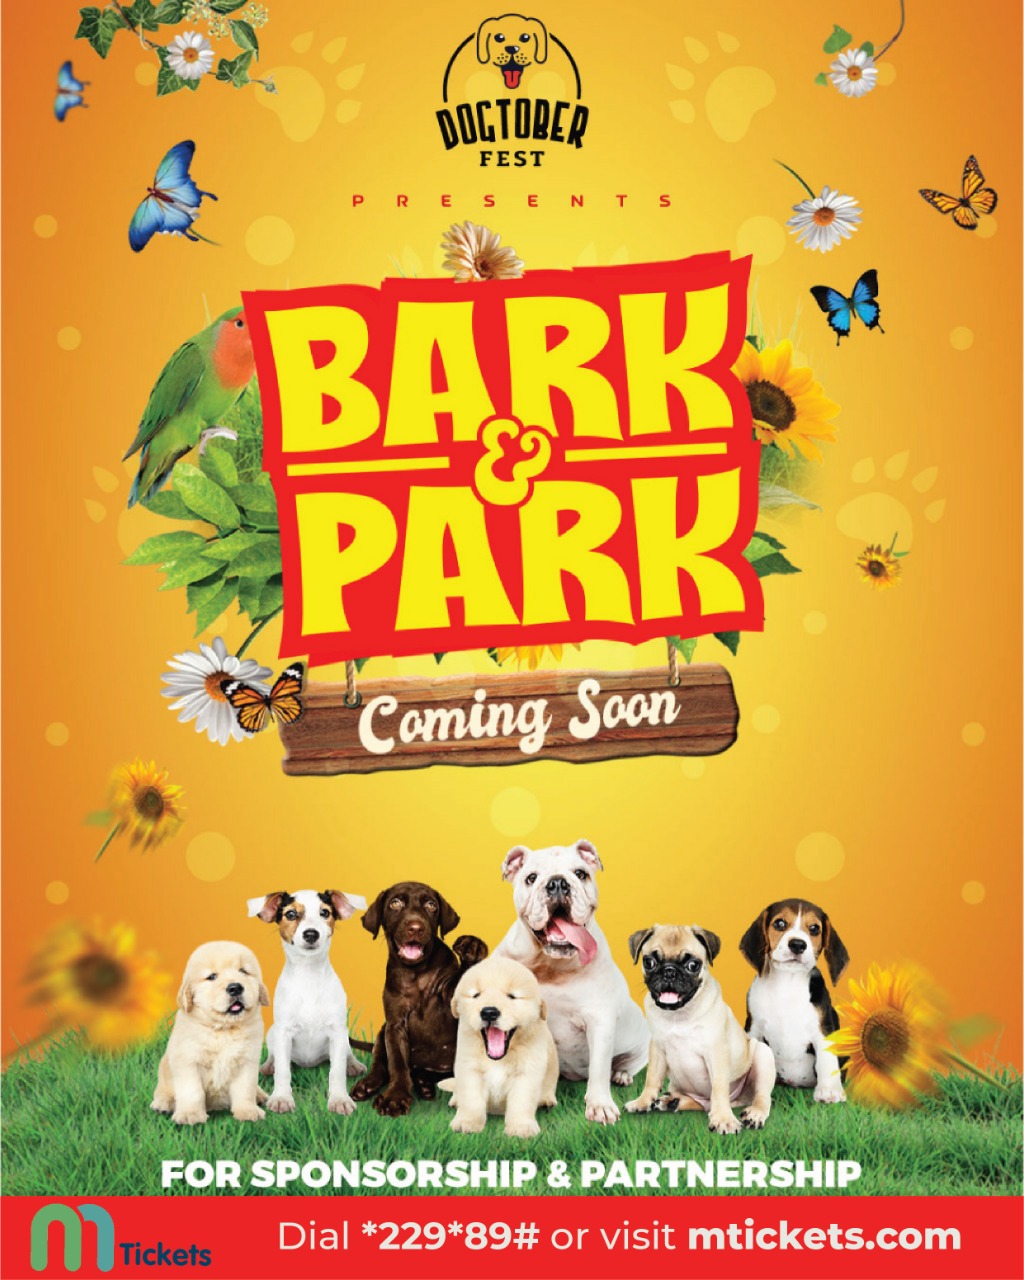 DOGTOBER
FEST
PRESENTS
BARK
&
PARK
Coming Soon
FOR SPONSORSHIP & PARTNERSHIP
m Tickets
Dial *229*89# or visit mtickets.com